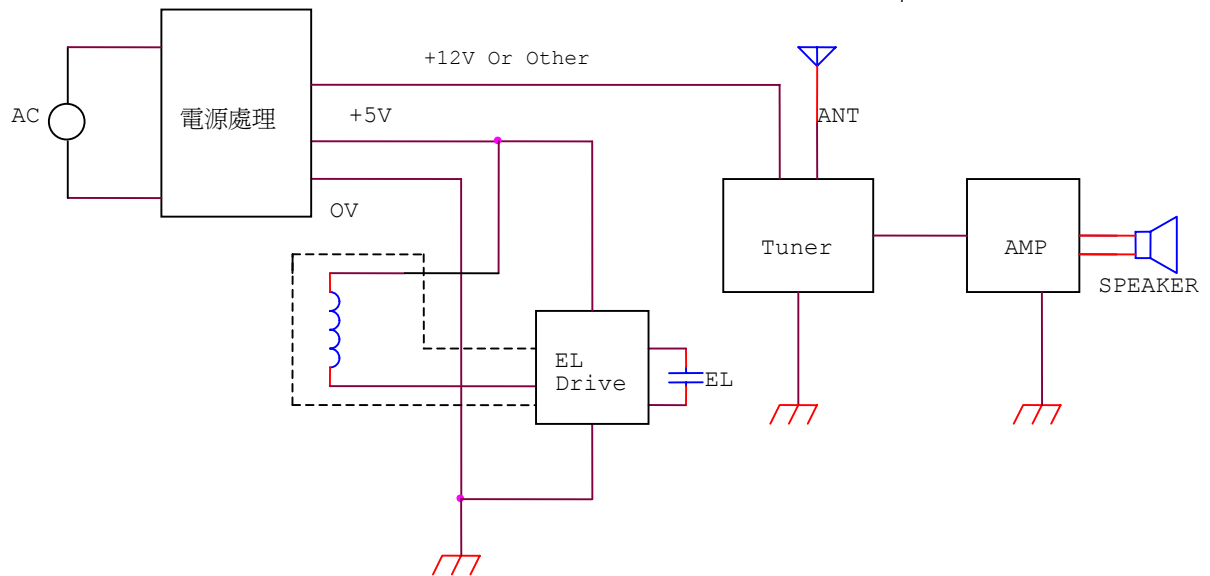 +12V Or Other
AC
電源處理
+5V
ANT
OV
Tuner
AMP
SPEAKER
EL
Drive
EL